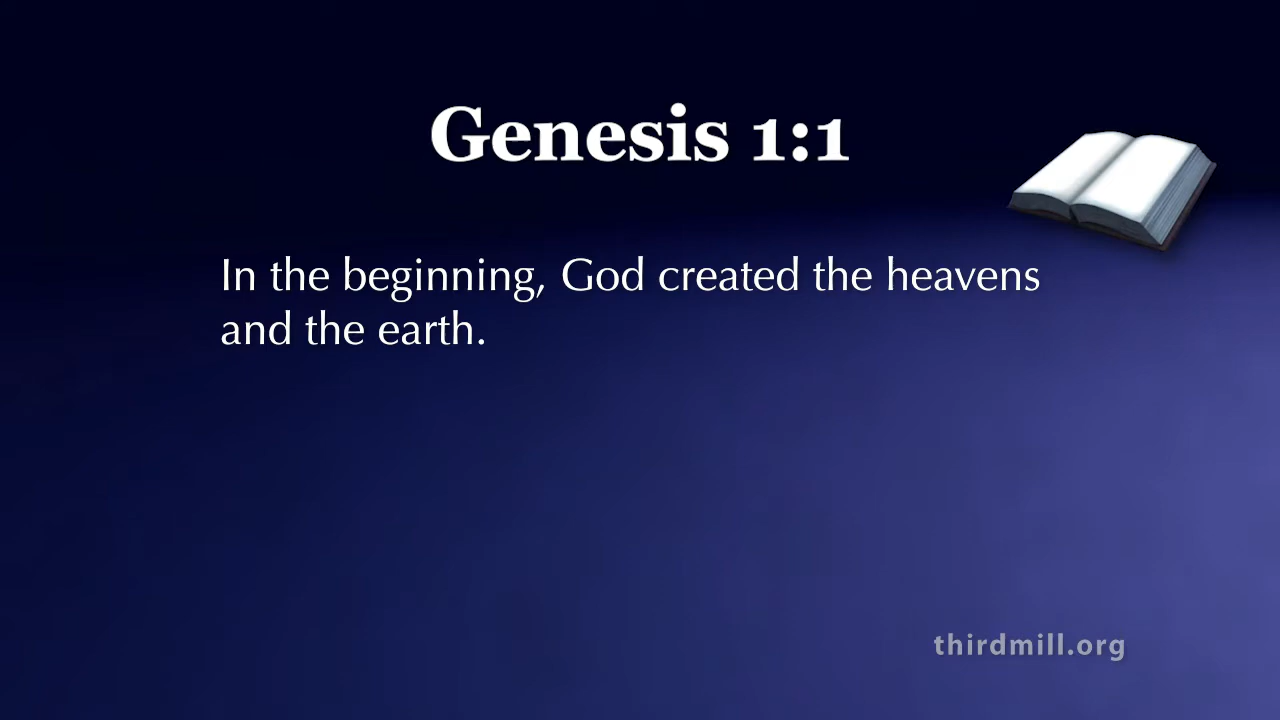 Genesis 1:1
In the beginning, God created the heavens
and the earth.
thirdmill.org